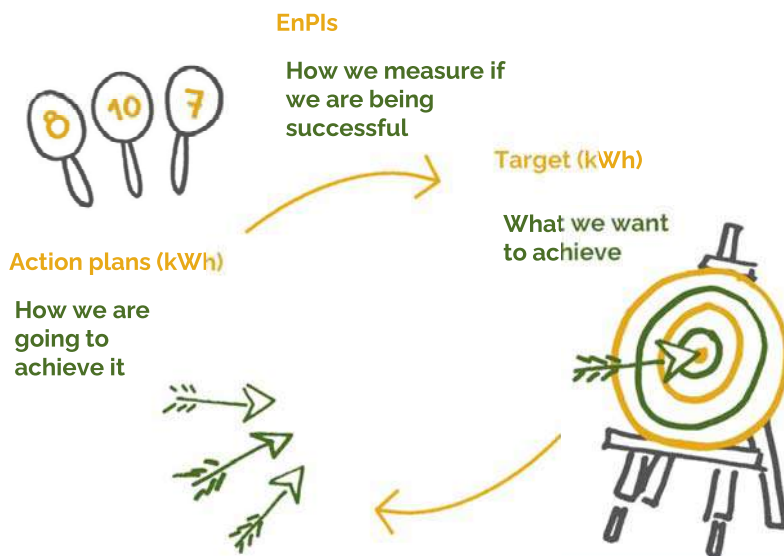 EnPIs
How we measure if
we are being
successful
8
10
7
Target (kWh)
What we want
to achieve
Action plans (kWh)
How we are
going to
achieve it